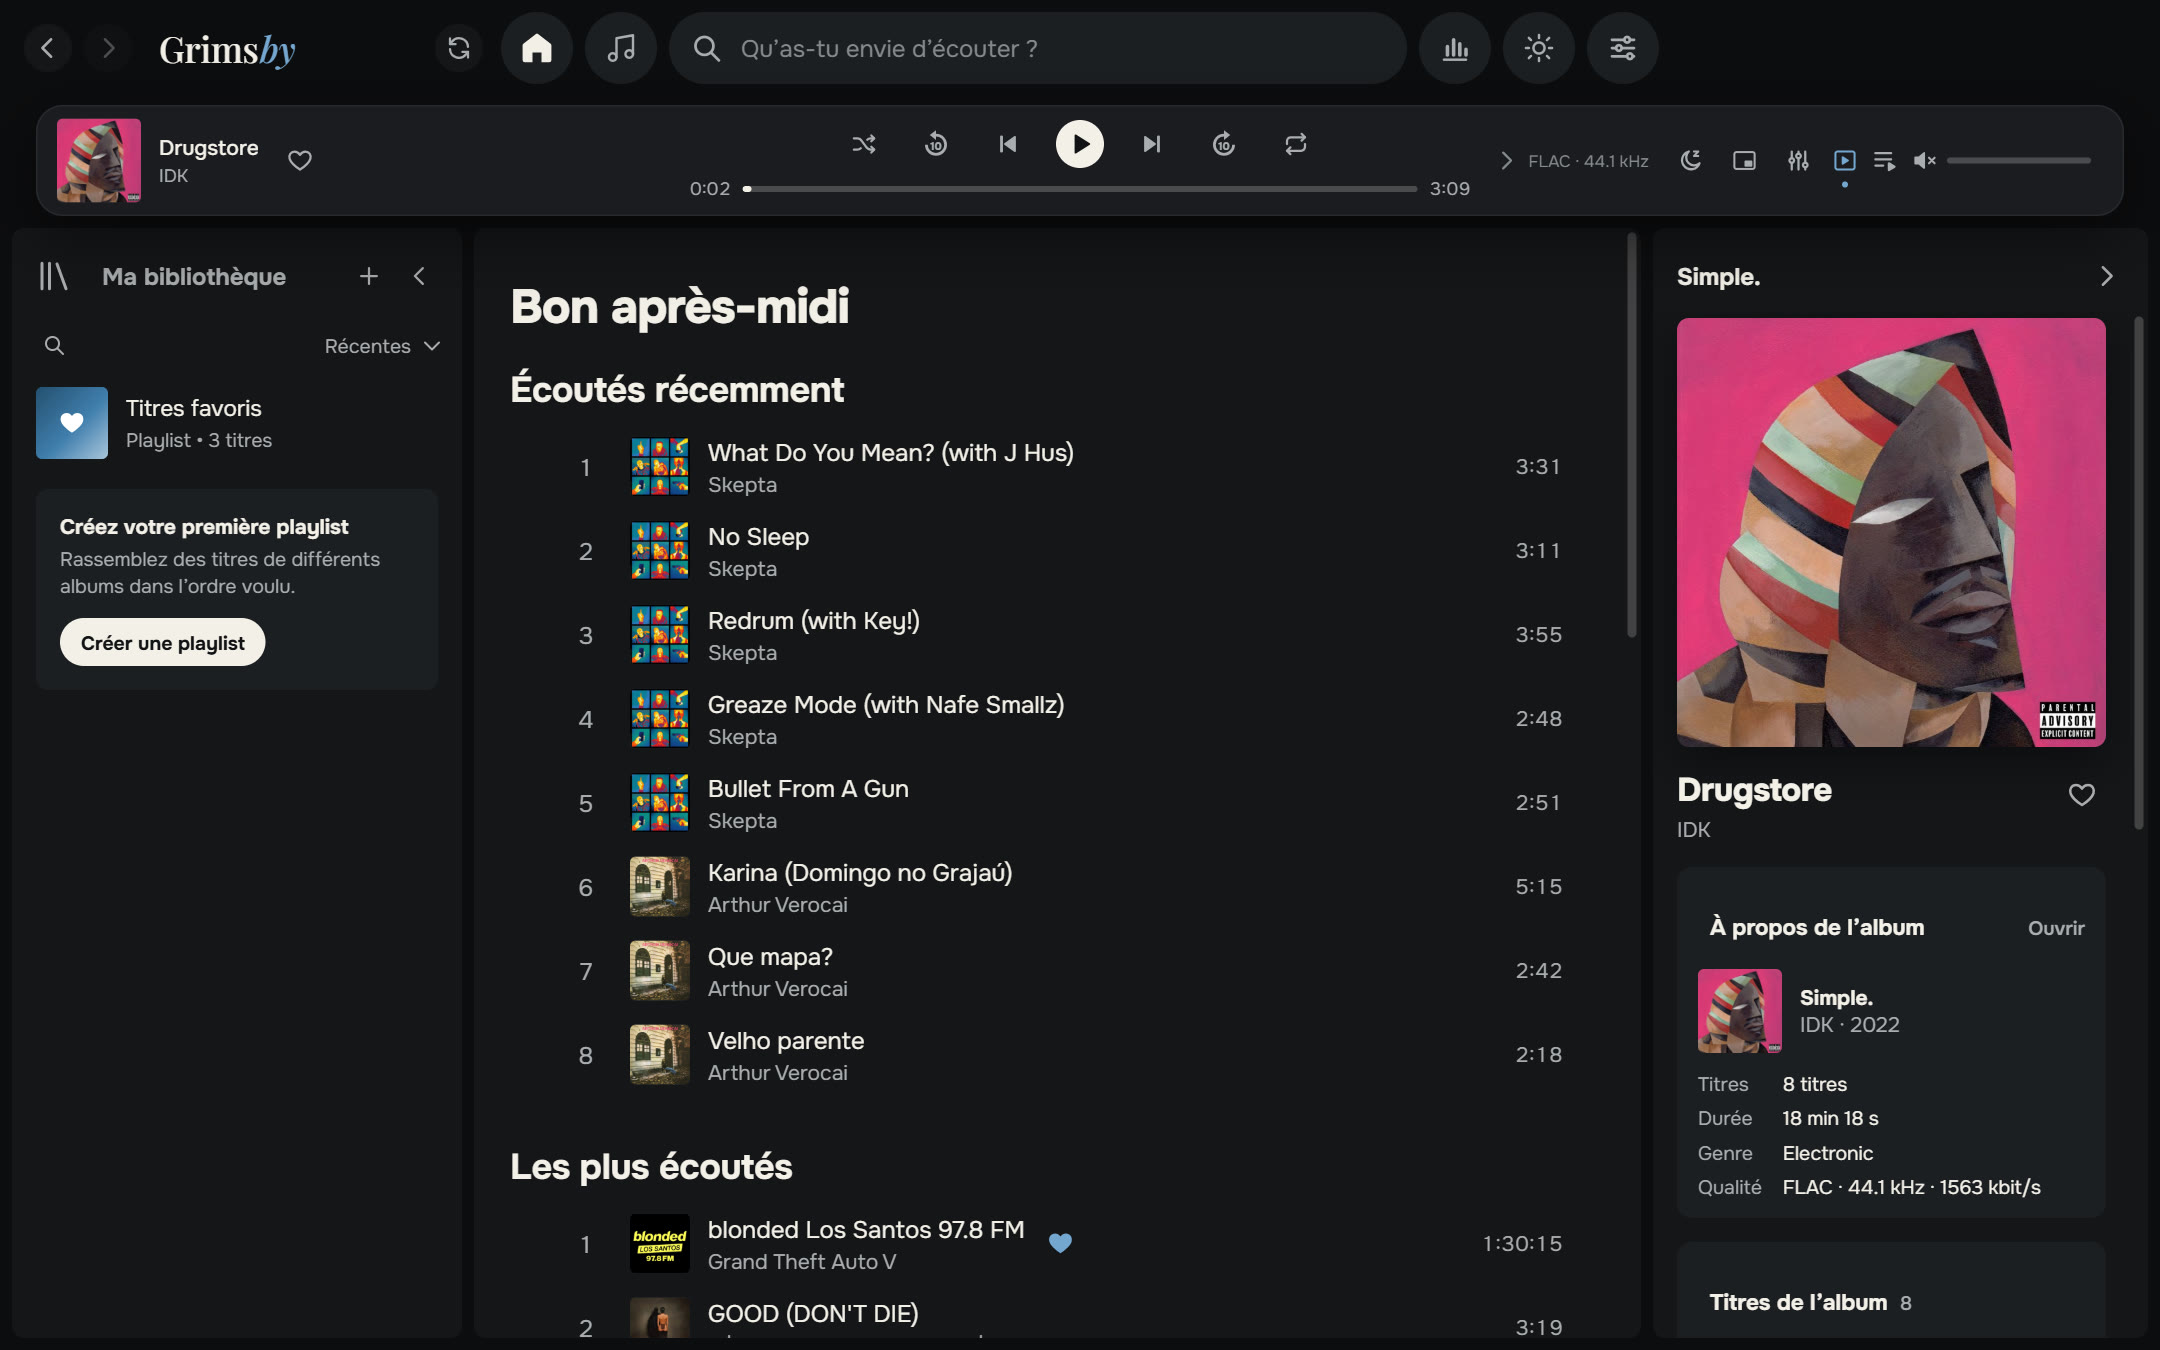 Grimsby
Qu’as-tu envie d’écouter ?
Drugstore
IDK
10
10
0:02
3:09
FLAC · 44.1 kHz
Ma bibliothèque
Récentes
Titres favoris
Playlist • 3 titres
Créez votre première playlist
Rassemblez des titres de différents
albums dans l’ordre voulu.
Créer une playlist
Bon après-midi
Écoutés récemment
1
What Do You Mean? (with J Hus)
Skepta
3:31
2
No Sleep
Skepta
3:11
3
Redrum (with Key!)
Skepta
3:55
4
Greaze Mode (with Nafe Smallz)
Skepta
2:48
5
Bullet From A Gun
Skepta
2:51
6
Karina (Domingo no Grajaú)
Arthur Verocai
5:15
7
Que mapa?
Arthur Verocai
2:42
8
Velho parente
Arthur Verocai
2:18
Les plus écoutés
1
blonded
LOS SANTOS
97.8 FM
blonded Los Santos 97.8 FM
Grand Theft Auto V
1:30:15
2
GOOD (DON'T DIE)
3:19
Simple.
PARENTAL
ADVISORY
EXPLICIT CONTENT
Drugstore
IDK
À propos de l’album
Ouvrir
Simple.
IDK · 2022
Titres 8 titres
Durée 18 min 18 s
Genre Electronic
Qualité FLAC · 44.1 kHz · 1563 kbit/s
Titres de l’album 8